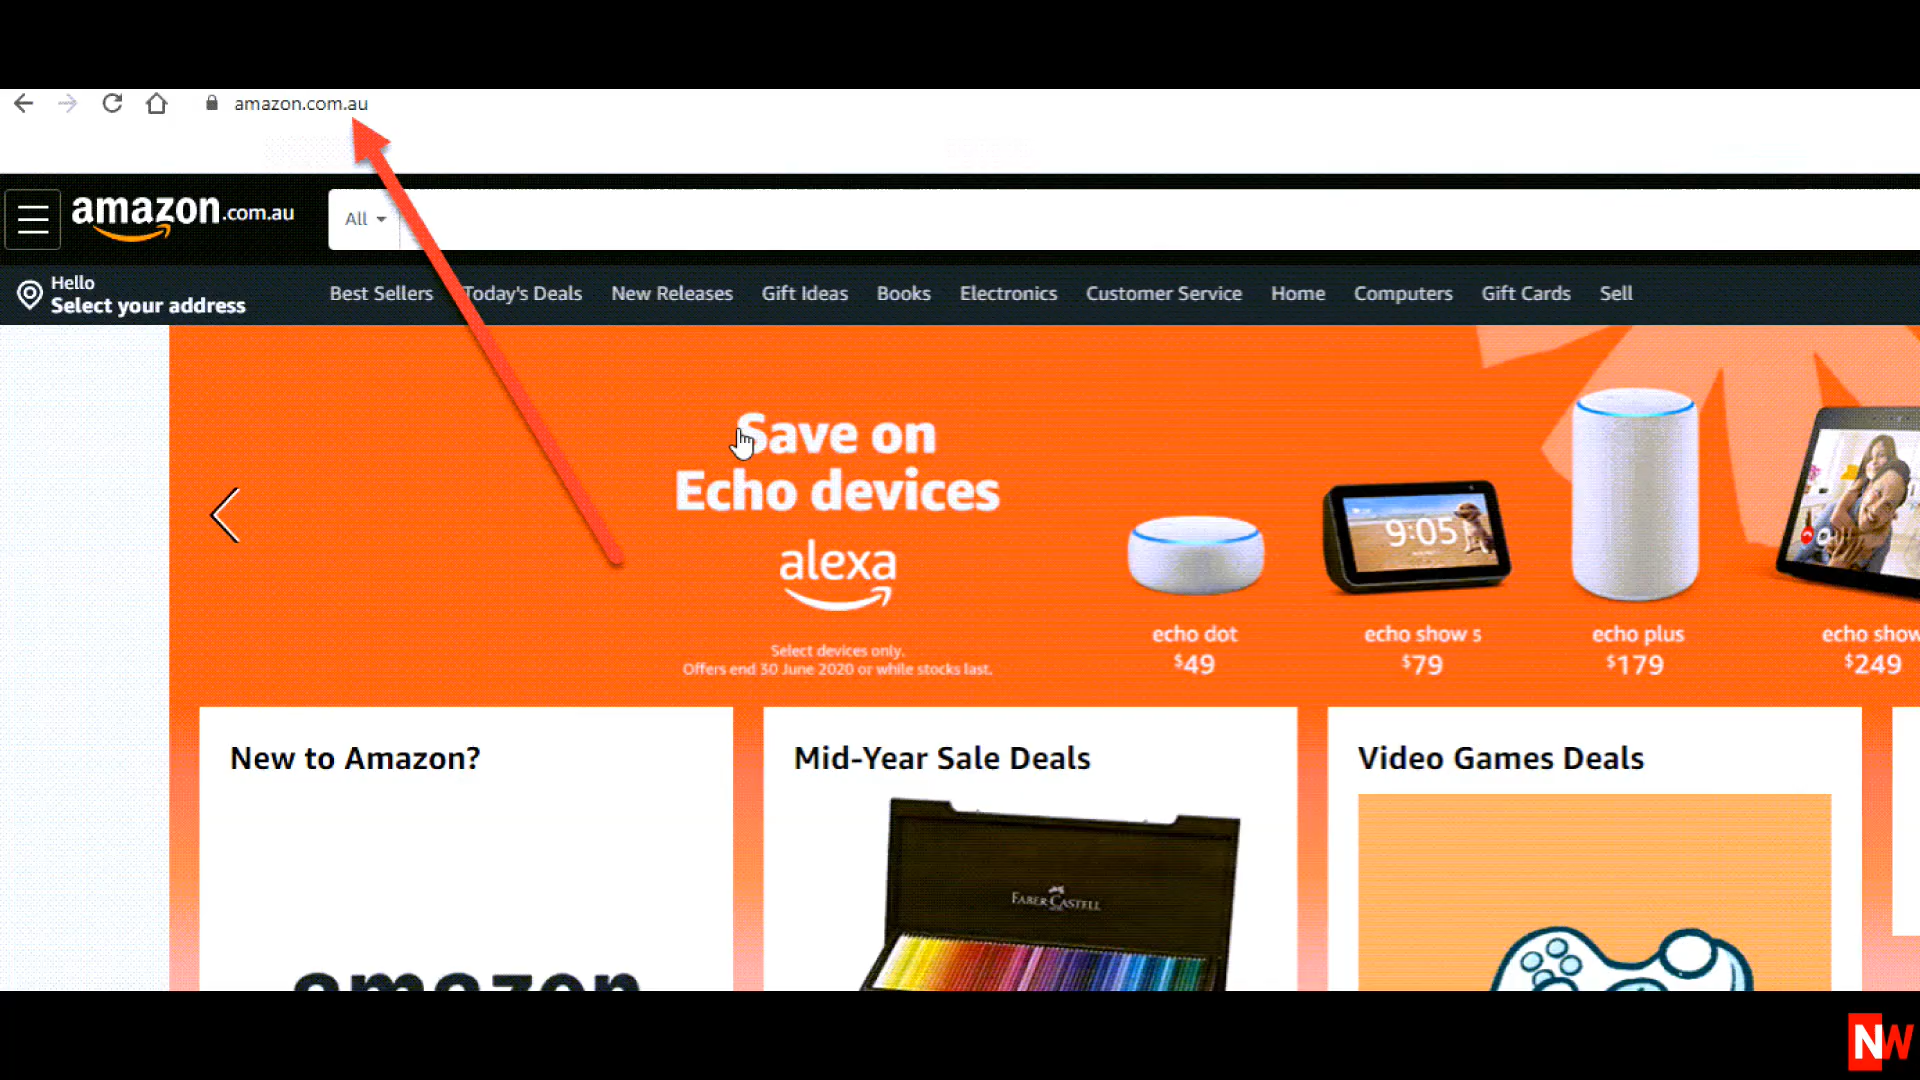 amazon.com.au
amazon.com.au
All
Hello
Select your address
Best Sellers Today's Deals New Releases Gift Ideas Books Electronics Customer Service Home Computers Gift Cards Sell
Save on
Echo devices
alexa
Select devices only.
Offers end 30 June 2020 or while stocks last.
9:05
echo dot
$49
echo show 5
$79
echo plus
$179
echo show
$249
New to Amazon?
amazon
Mid-Year Sale Deals
FABER-CASTELL
Video Games Deals
NW